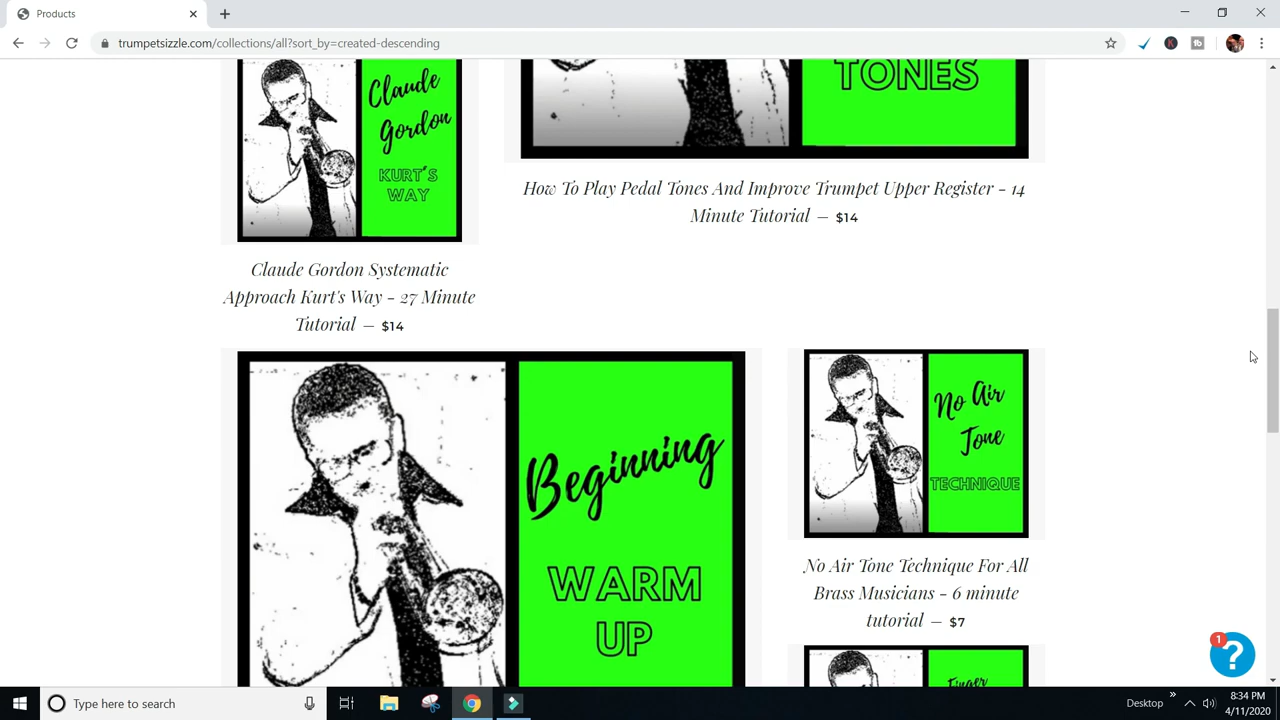 Products
trumpetsizzle.com/collections/all?sort_by=created-descending
Claude
Gordon
KURT'S
WAY
TONES
How To Play Pedal Tones And Improve Trumpet Upper Register - 14
Minute Tutorial — $14
Claude Gordon Systematic
Approach Kurt's Way - 27 Minute
Tutorial — $14
Beginning
WARM
UP
No Air
Tone
TECHNIQUE
No Air Tone Technique For All
Brass Musicians - 6 minute
tutorial — $7
Finger
1
?
Type here to search
Desktop
8:34 PM
4/11/2020